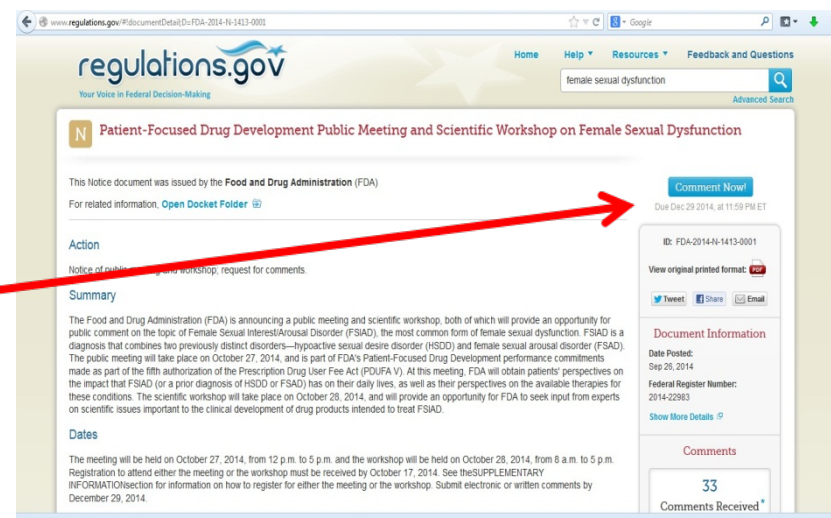 www.regulations.gov/#!documentDetail;D=FDA-2014-N-1413-0001
Google
regulations.gov
Your Voice in Federal Decision-Making
Home Help Resources Feedback and Questions
female sexual dysfunction
Advanced Search
N Patient-Focused Drug Development Public Meeting and Scientific Workshop on Female Sexual Dysfunction
This Notice document was issued by the Food and Drug Administration (FDA)
For related information, Open Docket Folder
Comment Now!
Due Dec 29 2014, at 11:59 PM ET
Action
Notice of public meeting and workshop; request for comments.
Summary
The Food and Drug Administration (FDA) is announcing a public meeting and scientific workshop, both of which will provide an opportunity for
public comment on the topic of Female Sexual Interest/Arousal Disorder (FSIAD), the most common form of female sexual dysfunction. FSIAD is a
diagnosis that combines two previously distinct disorders—hypoactive sexual desire disorder (HSDD) and female sexual arousal disorder (FSAD).
The public meeting will take place on October 27, 2014, and is part of FDA's Patient-Focused Drug Development performance commitments
made as part of the fifth authorization of the Prescription Drug User Fee Act (PDUFA V). At this meeting, FDA will obtain patients' perspectives on
the impact that FSIAD (or a prior diagnosis of HSDD or FSAD) has on their daily lives, as well as their perspectives on the available therapies for
these conditions. The scientific workshop will take place on October 28, 2014, and will provide an opportunity for FDA to seek input from experts
on scientific issues important to the clinical development of drug products intended to treat FSIAD.
Dates
The meeting will be held on October 27, 2014, from 12 p.m. to 5 p.m. and the workshop will be held on October 28, 2014, from 8 a.m. to 5 p.m.
Registration to attend either the meeting or the workshop must be received by October 17, 2014. See theSUPPLEMENTARY
INFORMATIONsection for information on how to register for either the meeting or the workshop. Submit electronic or written comments by
December 29, 2014.
ID: FDA-2014-N-1413-0001
View original printed format: PDF
Tweet Share Email
Document Information
Date Posted:
Sep 26, 2014
Federal Register Number:
2014-22983
Show More Details
Comments
33
Comments Received*